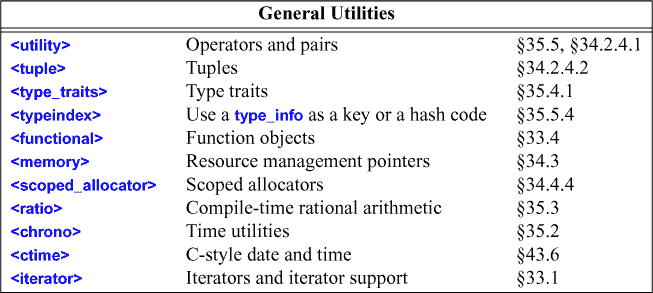 General Utilities
<utility> Operators and pairs §35.5, §34.2.4.1
<tuple> Tuples §34.2.4.2
<type_traits> Type traits §35.4.1
<typeindex> Use a type_info as a key or a hash code §35.5.4
<functional> Function objects §33.4
<memory> Resource management pointers §34.3
<scoped_allocator> Scoped allocators §34.4.4
<ratio> Compile-time rational arithmetic §35.3
<chrono> Time utilities §35.2
<ctime> C-style date and time §43.6
<iterator> Iterators and iterator support §33.1